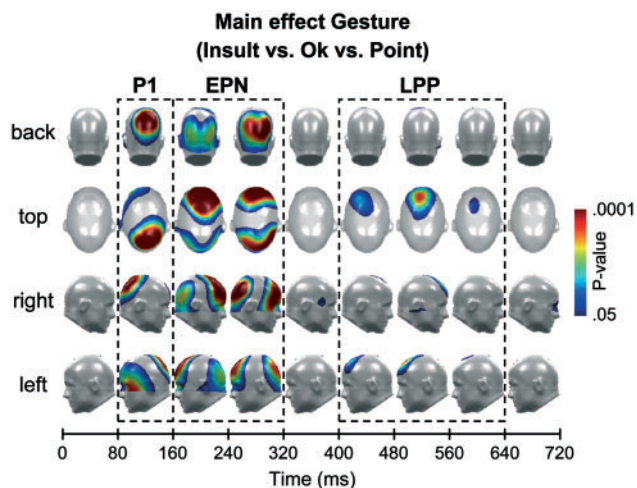 Main effect Gesture
(Insult vs. Ok vs. Point)
P1 EPN LPP
back
top
right
left
.0001
P-value
.05
0 80 160 240 320 400 480 560 640 720
Time (ms)